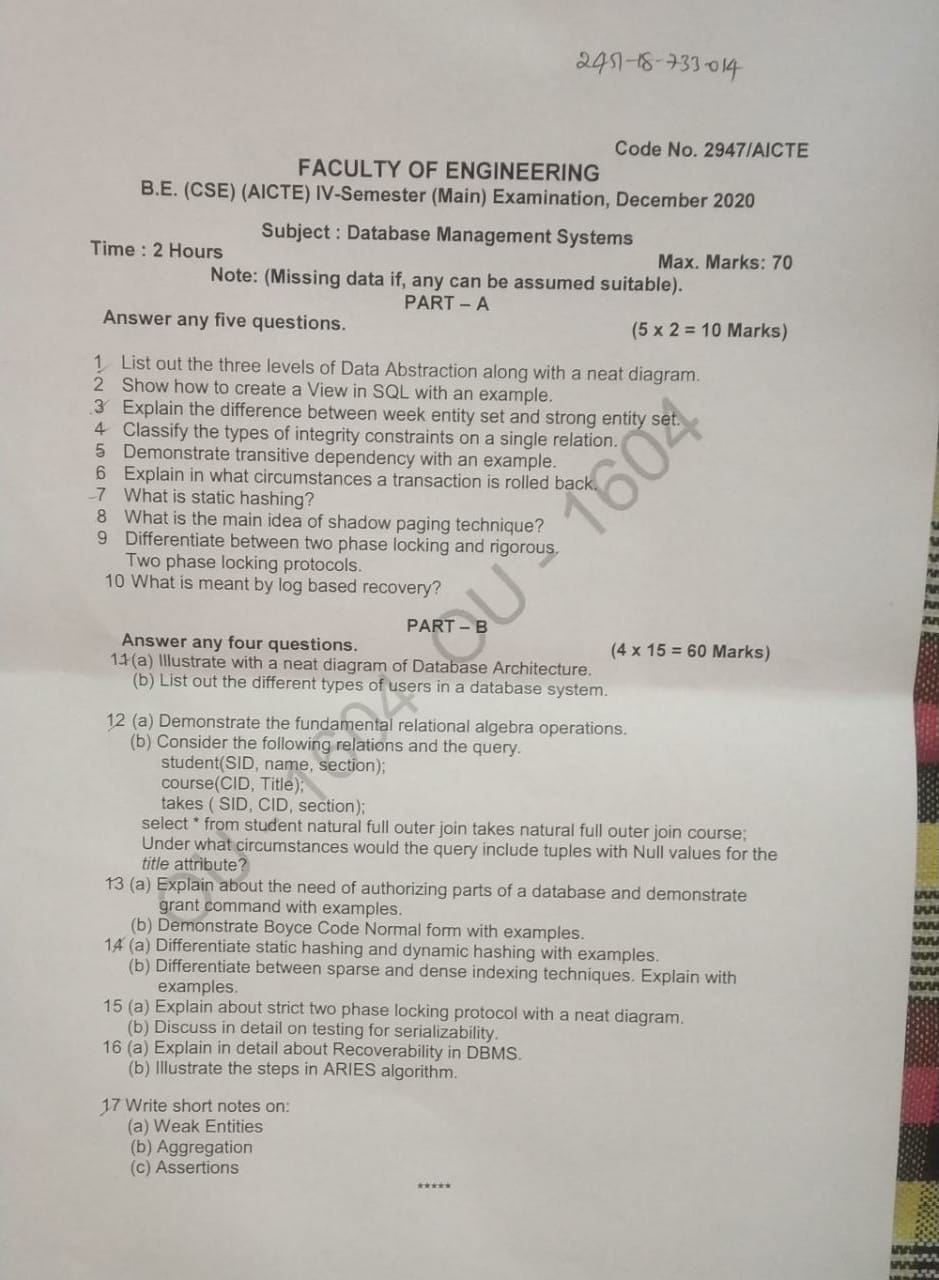 2451-18-733-014
Code No. 2947/AICTE
FACULTY OF ENGINEERING
B.E. (CSE) (AICTE) IV-Semester (Main) Examination, December 2020
Subject : Database Management Systems
Time : 2 Hours
Max. Marks: 70
Note: (Missing data if, any can be assumed suitable).
PART – A
Answer any five questions.
(5 x 2 = 10 Marks)
1 List out the three levels of Data Abstraction along with a neat diagram.
2 Show how to create a View in SQL with an example.
3 Explain the difference between week entity set and strong entity set.
4 Classify the types of integrity constraints on a single relation.
5 Demonstrate transitive dependency with an example.
6 Explain in what circumstances a transaction is rolled back.
7 What is static hashing?
8 What is the main idea of shadow paging technique?
9 Differentiate between two phase locking and rigorous.
Two phase locking protocols.
10 What is meant by log based recovery?
PART – B
Answer any four questions.
(4 x 15 = 60 Marks)
11 (a) Illustrate with a neat diagram of Database Architecture.
(b) List out the different types of users in a database system.
12 (a) Demonstrate the fundamental relational algebra operations.
(b) Consider the following relations and the query.
student(SID, name, section);
course(CID, Title);
takes ( SID, CID, section);
select * from student natural full outer join takes natural full outer join course;
Under what circumstances would the query include tuples with Null values for the
title attribute?
13 (a) Explain about the need of authorizing parts of a database and demonstrate
grant command with examples.
(b) Demonstrate Boyce Code Normal form with examples.
14 (a) Differentiate static hashing and dynamic hashing with examples.
(b) Differentiate between sparse and dense indexing techniques. Explain with
examples.
15 (a) Explain about strict two phase locking protocol with a neat diagram.
(b) Discuss in detail on testing for serializability.
16 (a) Explain in detail about Recoverability in DBMS.
(b) Illustrate the steps in ARIES algorithm.
17 Write short notes on:
(a) Weak Entities
(b) Aggregation
(c) Assertions
*****
OU - 1604 OU - 1604